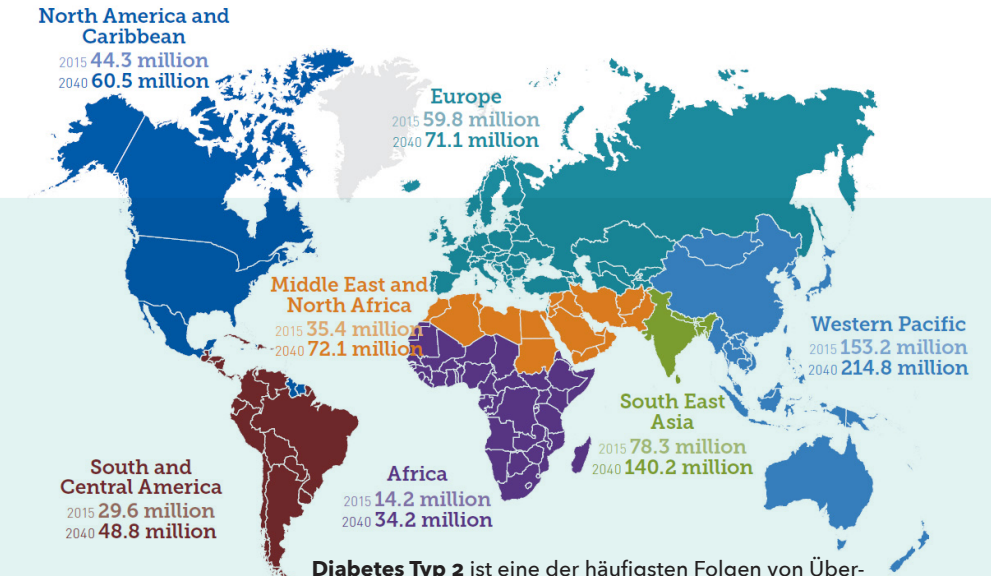 North America and
Caribbean
2015 44.3 million
2040 60.5 million
Europe
2015 59.8 million
2040 71.1 million
Middle East and
North Africa
2015 35.4 million
2040 72.1 million
Western Pacific
2015 153.2 million
2040 214.8 million
South East
Asia
2015 78.3 million
2040 140.2 million
South and
Central America
2015 29.6 million
2040 48.8 million
Africa
2015 14.2 million
2040 34.2 million
Diabetes Typ 2 ist eine der häufigsten Folgen von Über-